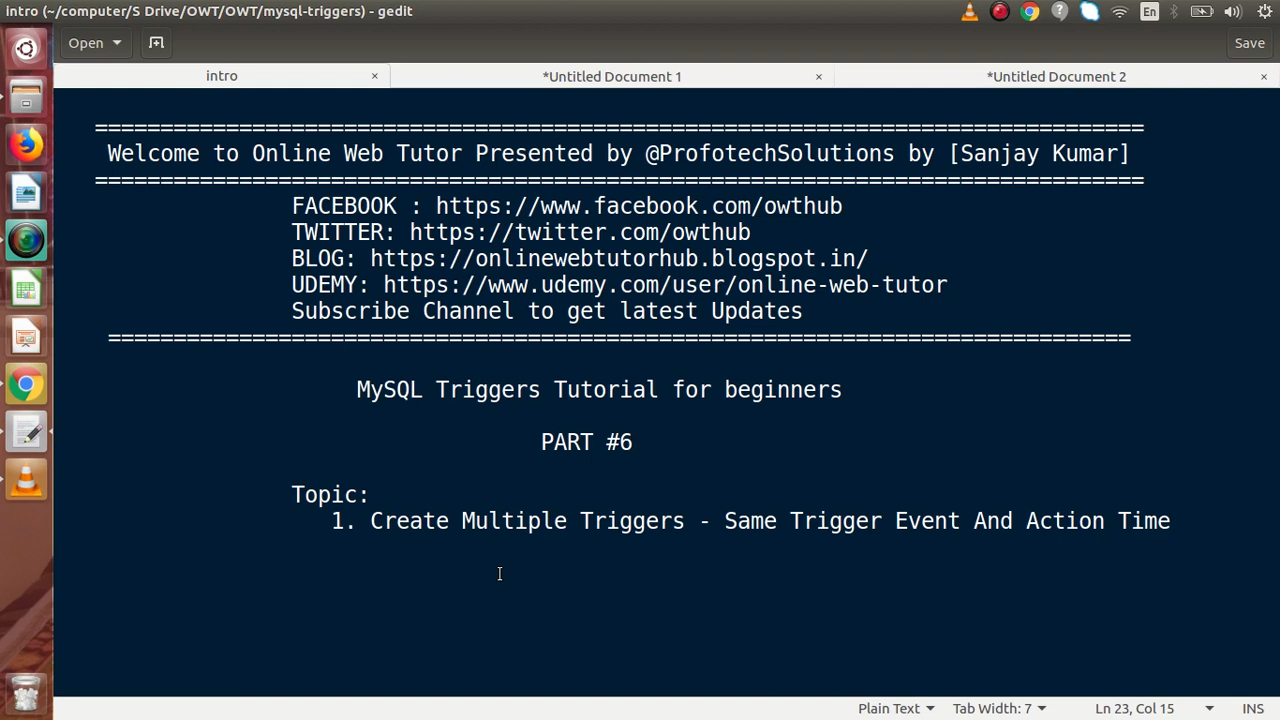 intro (~/computer/S Drive/OWT/OWT/mysql-triggers) - gedit
En
Open
Save
intro
*Untitled Document 1
*Untitled Document 2
================================================================================
Welcome to Online Web Tutor Presented by @ProfotechSolutions by [Sanjay Kumar]
================================================================================
FACEBOOK : https://www.facebook.com/owthub
TWITTER: https://twitter.com/owthub
BLOG: https://onlinewebtutorhub.blogspot.in/
UDEMY: https://www.udemy.com/user/online-web-tutor
Subscribe Channel to get latest Updates
==============================================================================
MySQL Triggers Tutorial for beginners
PART #6
Topic:
1. Create Multiple Triggers - Same Trigger Event And Action Time
Plain Text
Tab Width: 7
Ln 23, Col 15
INS